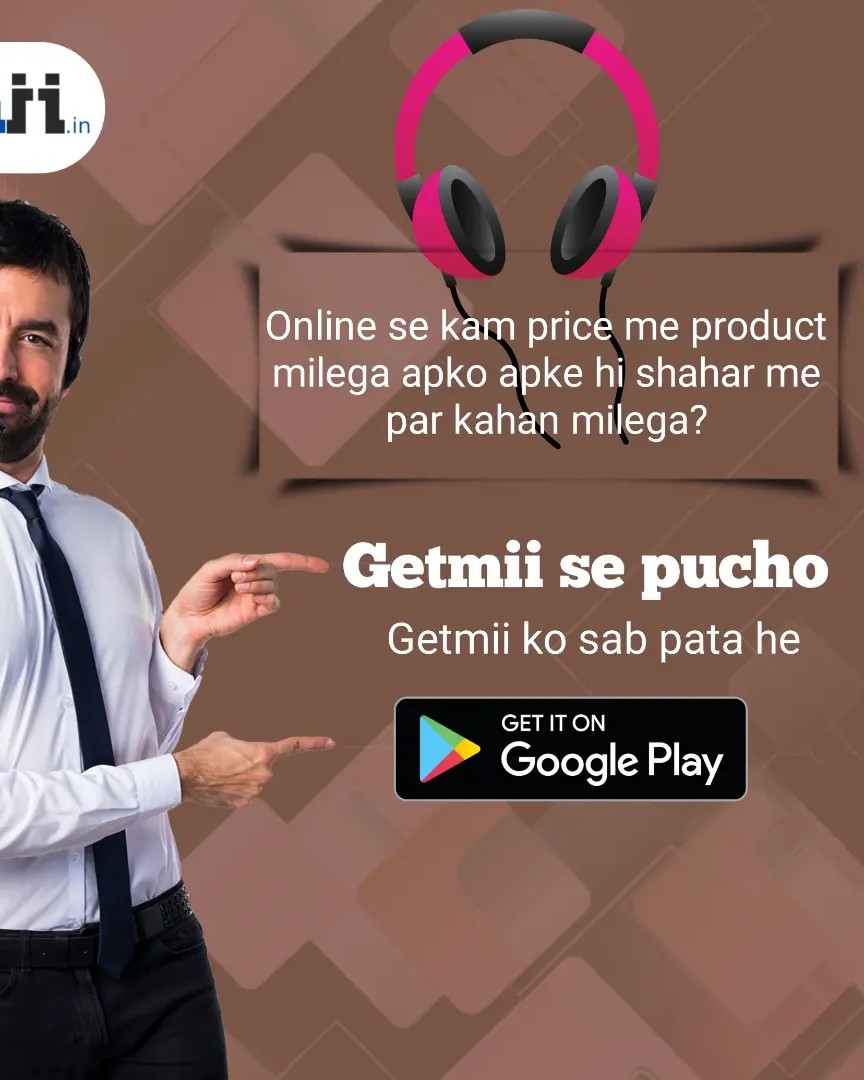 .in
Online se kam price me product
milega apko apke hi shahar me
par kahan milega?
Getmii se pucho
Getmii ko sab pata he
GET IT ON
Google Play